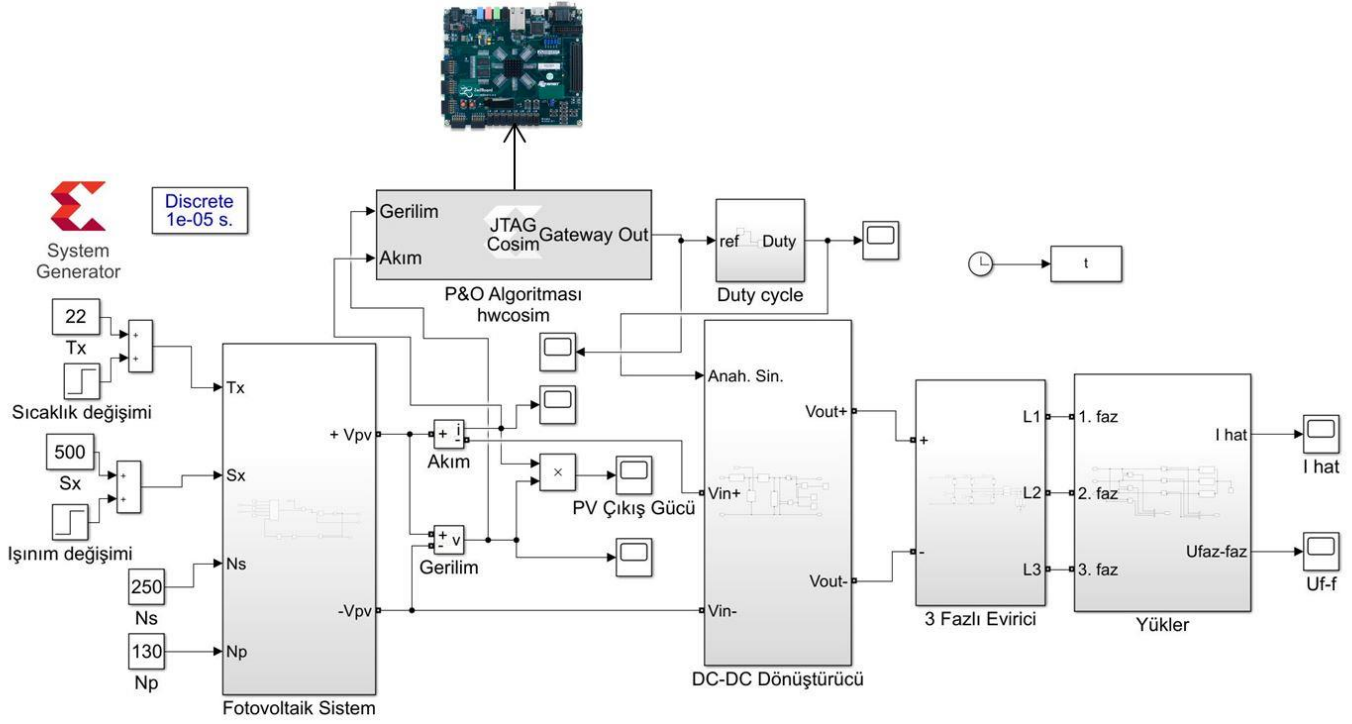 Discrete
1e-05 s.
System
Generator
Gerilim
Akım
JTAG
Cosim
Gateway Out
P&O Algoritması
hwcosim
ref
Duty
Duty cycle
t
22
Tx
Sıcaklık değişimi
500
Sx
Işınım değişimi
250
Ns
130
Np
Tx
Sx
Ns
Np
+ Vpv
-Vpv
Fotovoltaik Sistem
+
i
-
Akım
+
-
v
Gerilim
×
PV Çıkış Gücü
Anah. Sin.
Vin+
Vin-
Vout+
Vout-
DC-DC Dönüştürücü
+
-
L1
L2
L3
3 Fazlı Evirici
1. faz
2. faz
3. faz
I hat
Ufaz-faz
Yükler
I hat
Uf-f